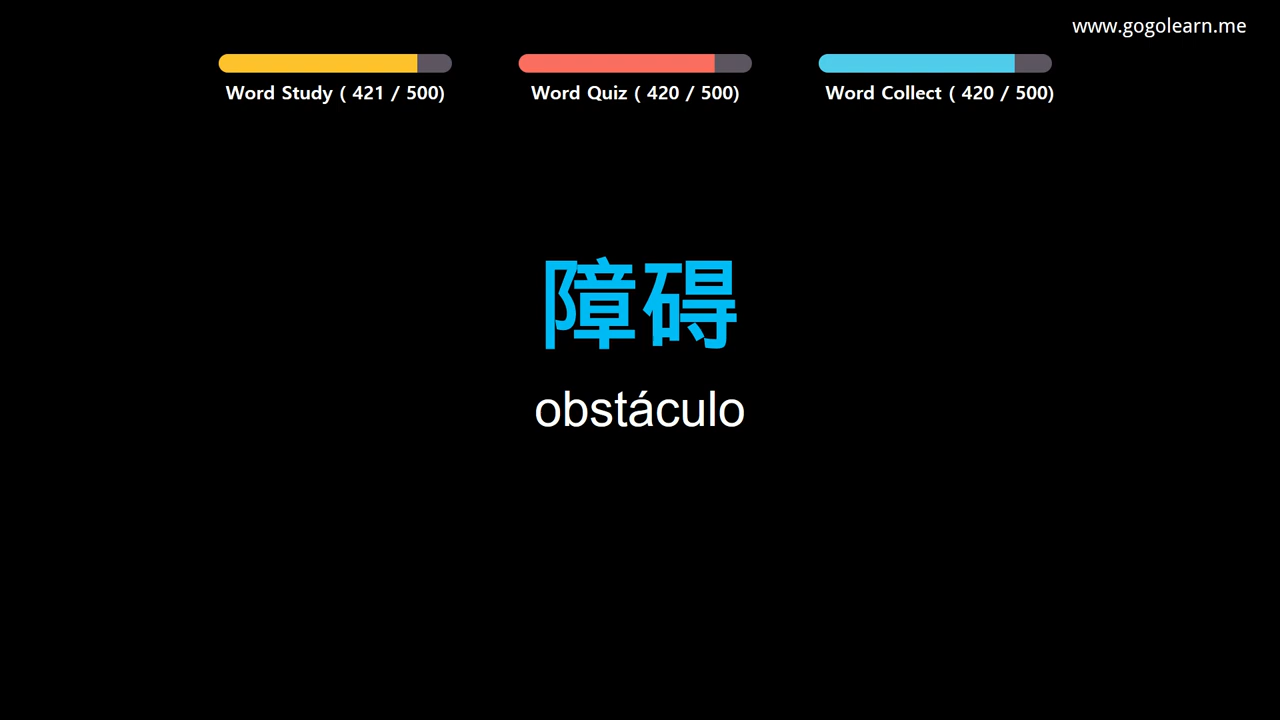 www.gogolearn.me
Word Study ( 421 / 500)
Word Quiz ( 420 / 500)
Word Collect ( 420 / 500)
障碍
obstáculo